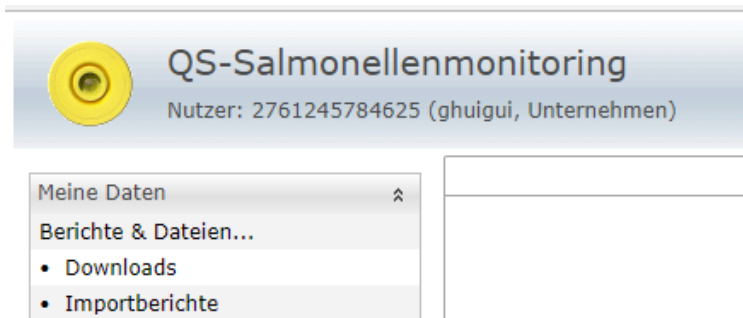 QS-Salmonellenmonitoring
Nutzer: 2761245784625 (ghuigui, Unternehmen)
Meine Daten
Berichte & Dateien...
• Downloads
• Importberichte